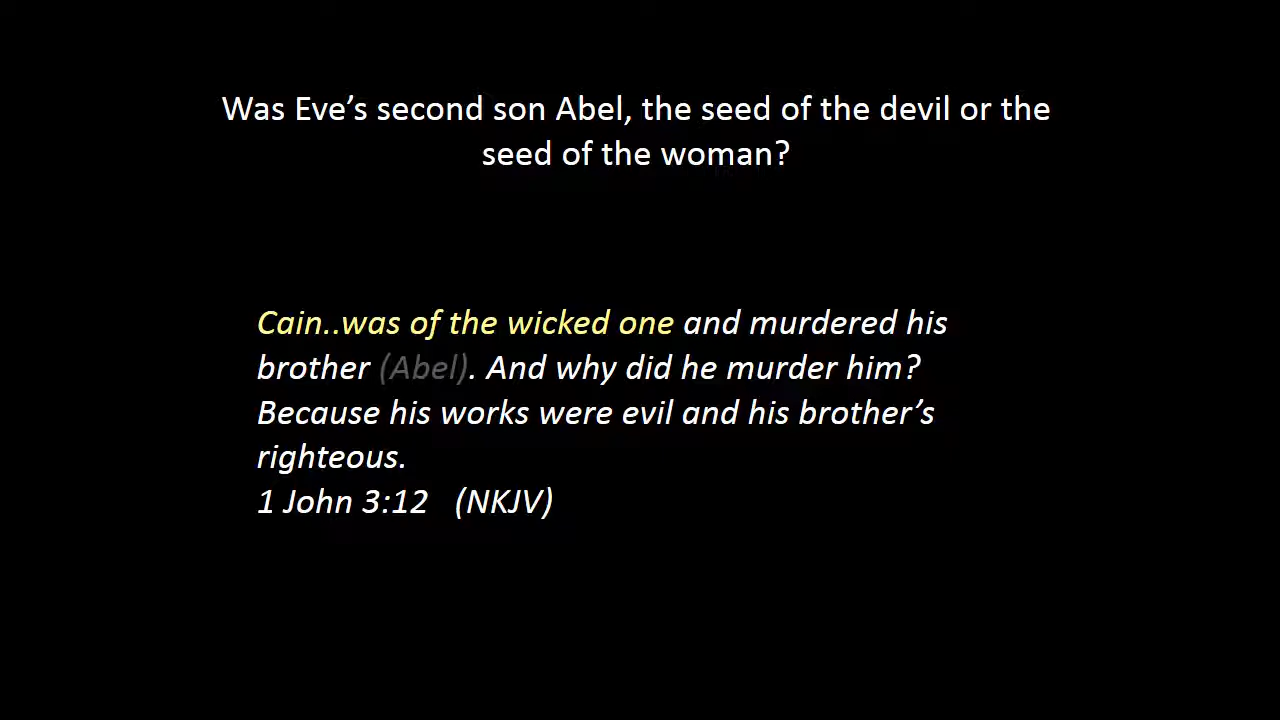 Was Eve’s second son Abel, the seed of the devil or the
seed of the woman?
Cain..was of the wicked one and murdered his
brother (Abel). And why did he murder him?
Because his works were evil and his brother’s
righteous.
1 John 3:12 (NKJV)